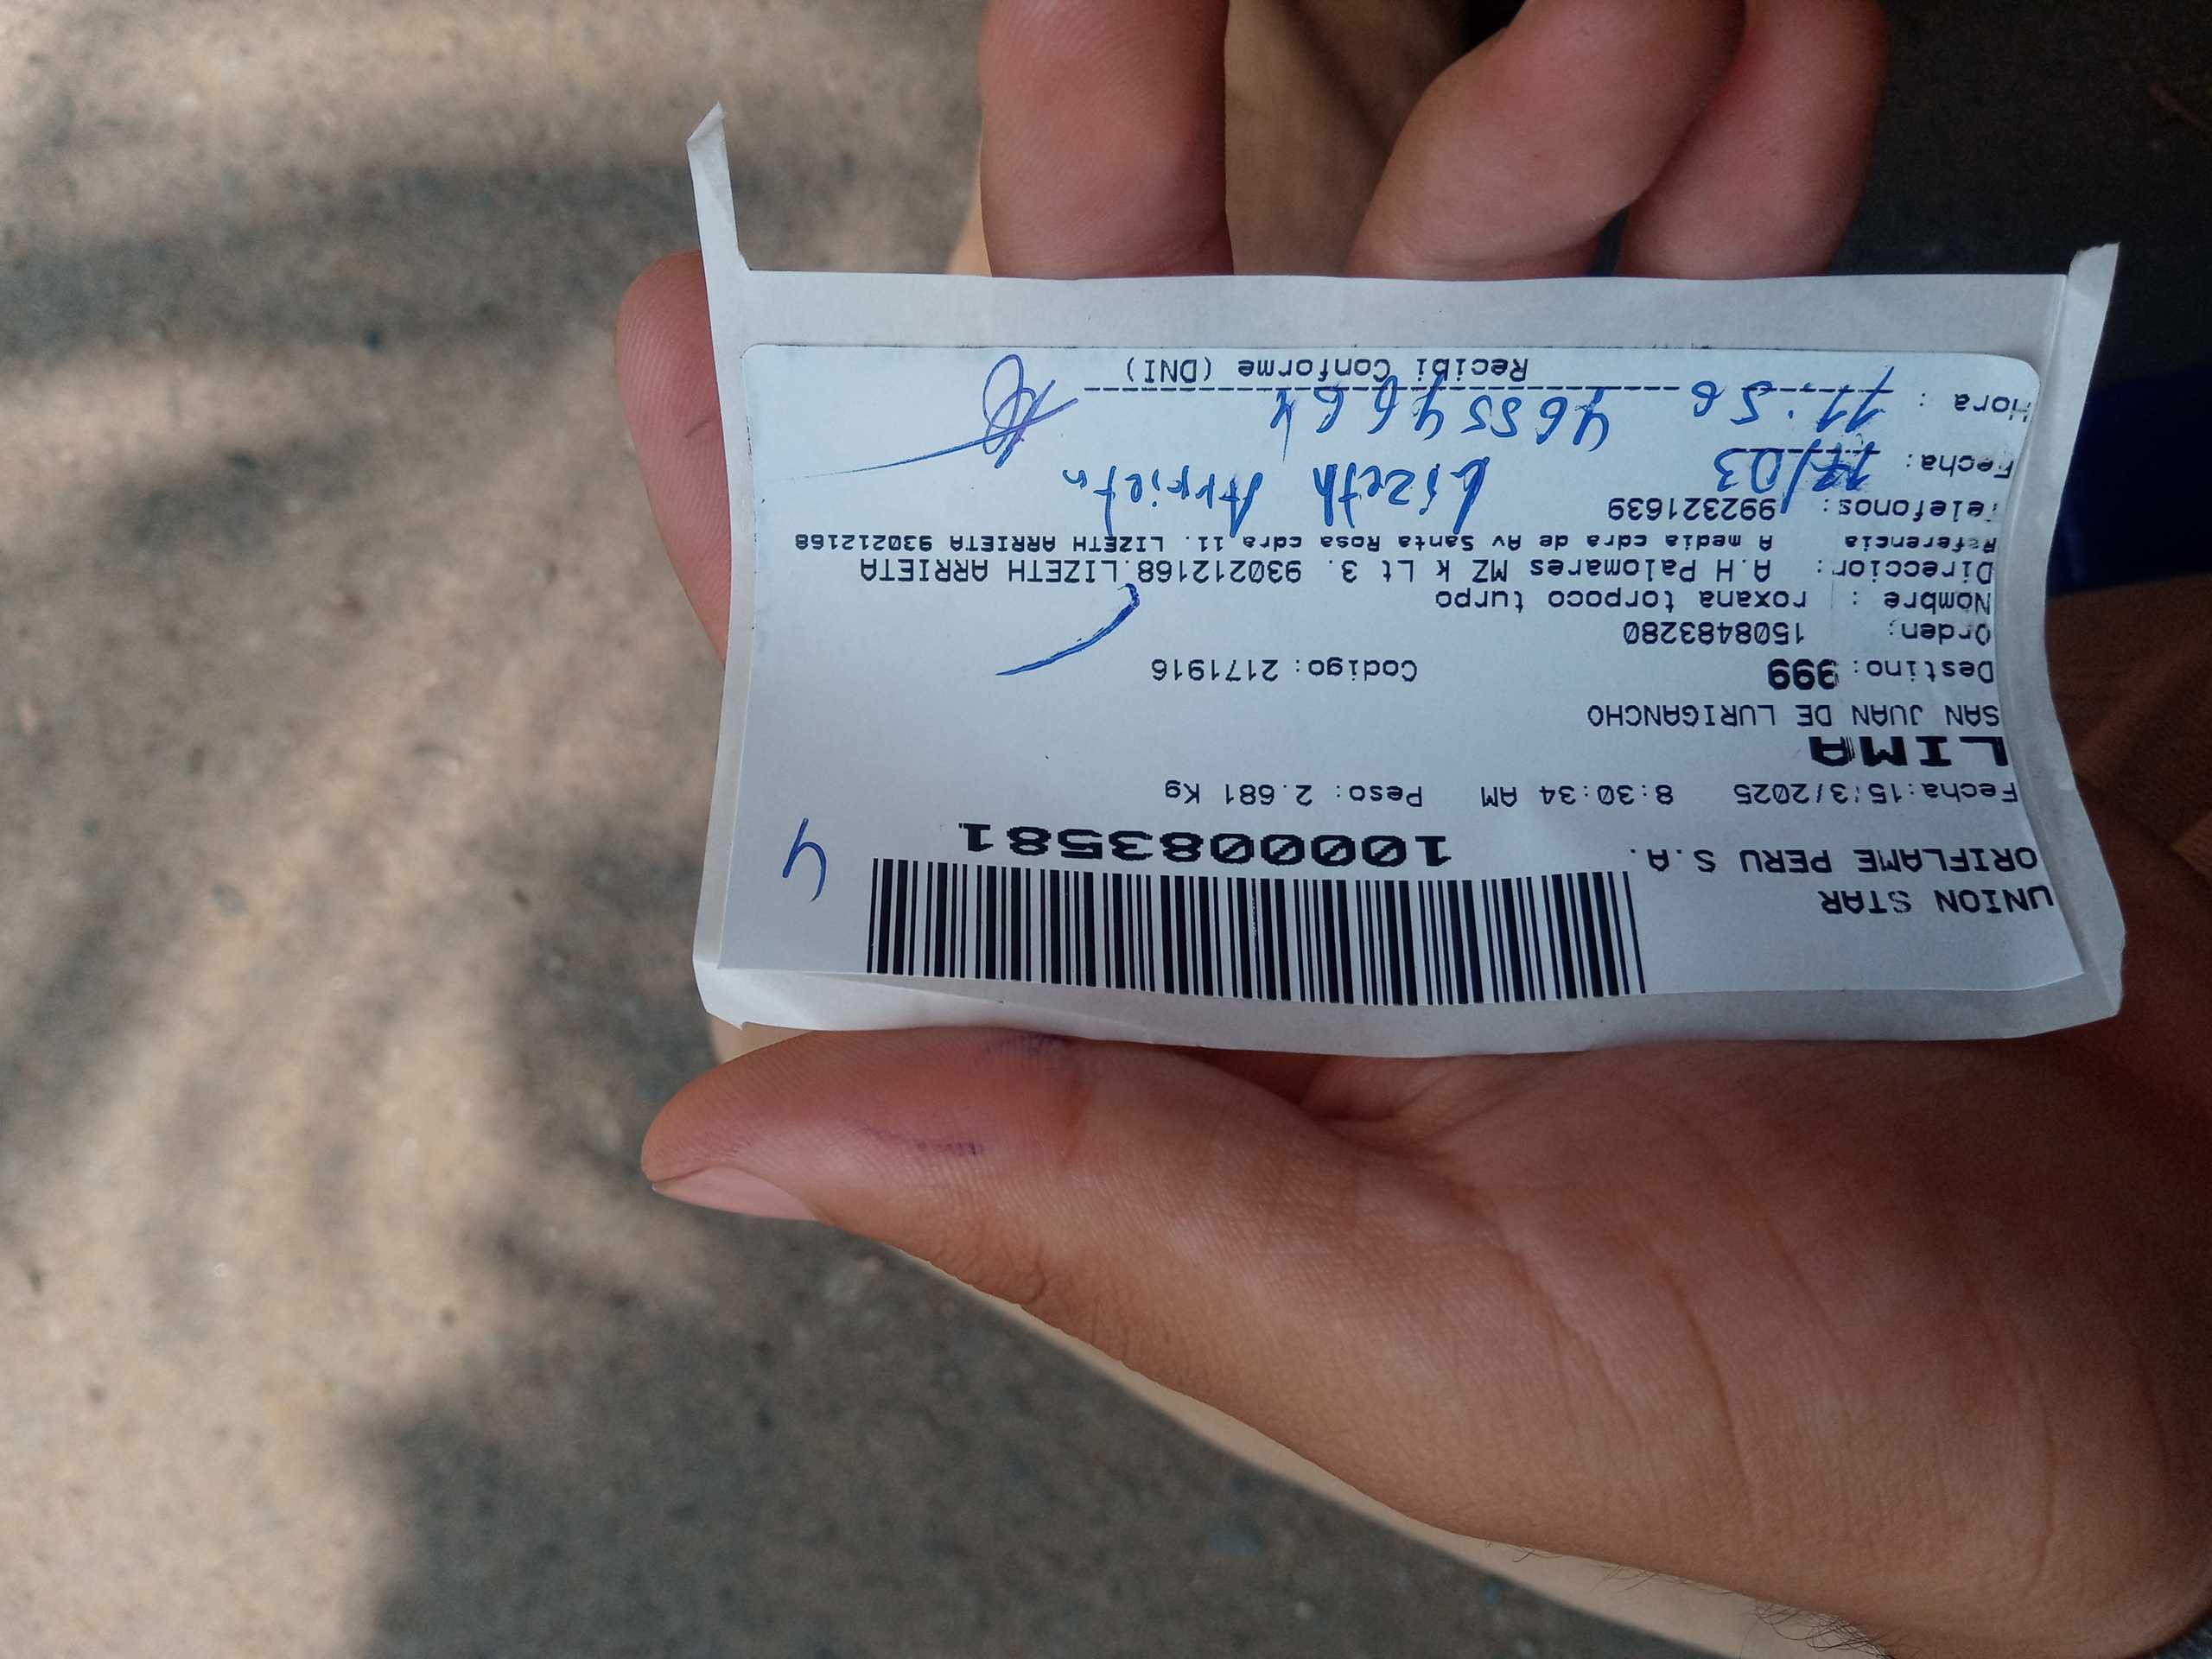 UNION STAR
ORIFLAME PERU S.A.
1000083581
4
Fecha:15/3/2025 8:30:34 AM Peso: 2.681 Kg
LIMA
SAN JUAN DE LURIGANCHO
Destino: 999 Codigo: 2171916
Orden: 1508483280
Nombre : roxana torpoco turpo
Direccion: A.H Palomares MZ k Lt 3. 930212168.LIZETH ARRIETA
Referencia A media cdra de Av Santa Rosa cdra 11. LIZETH ARRIETA 930212168
Telefonos: 992321639
Fecha: /03 Lizeth Arrieta
Hora : 11:56 46554664
Recibi Conforme (DNI)